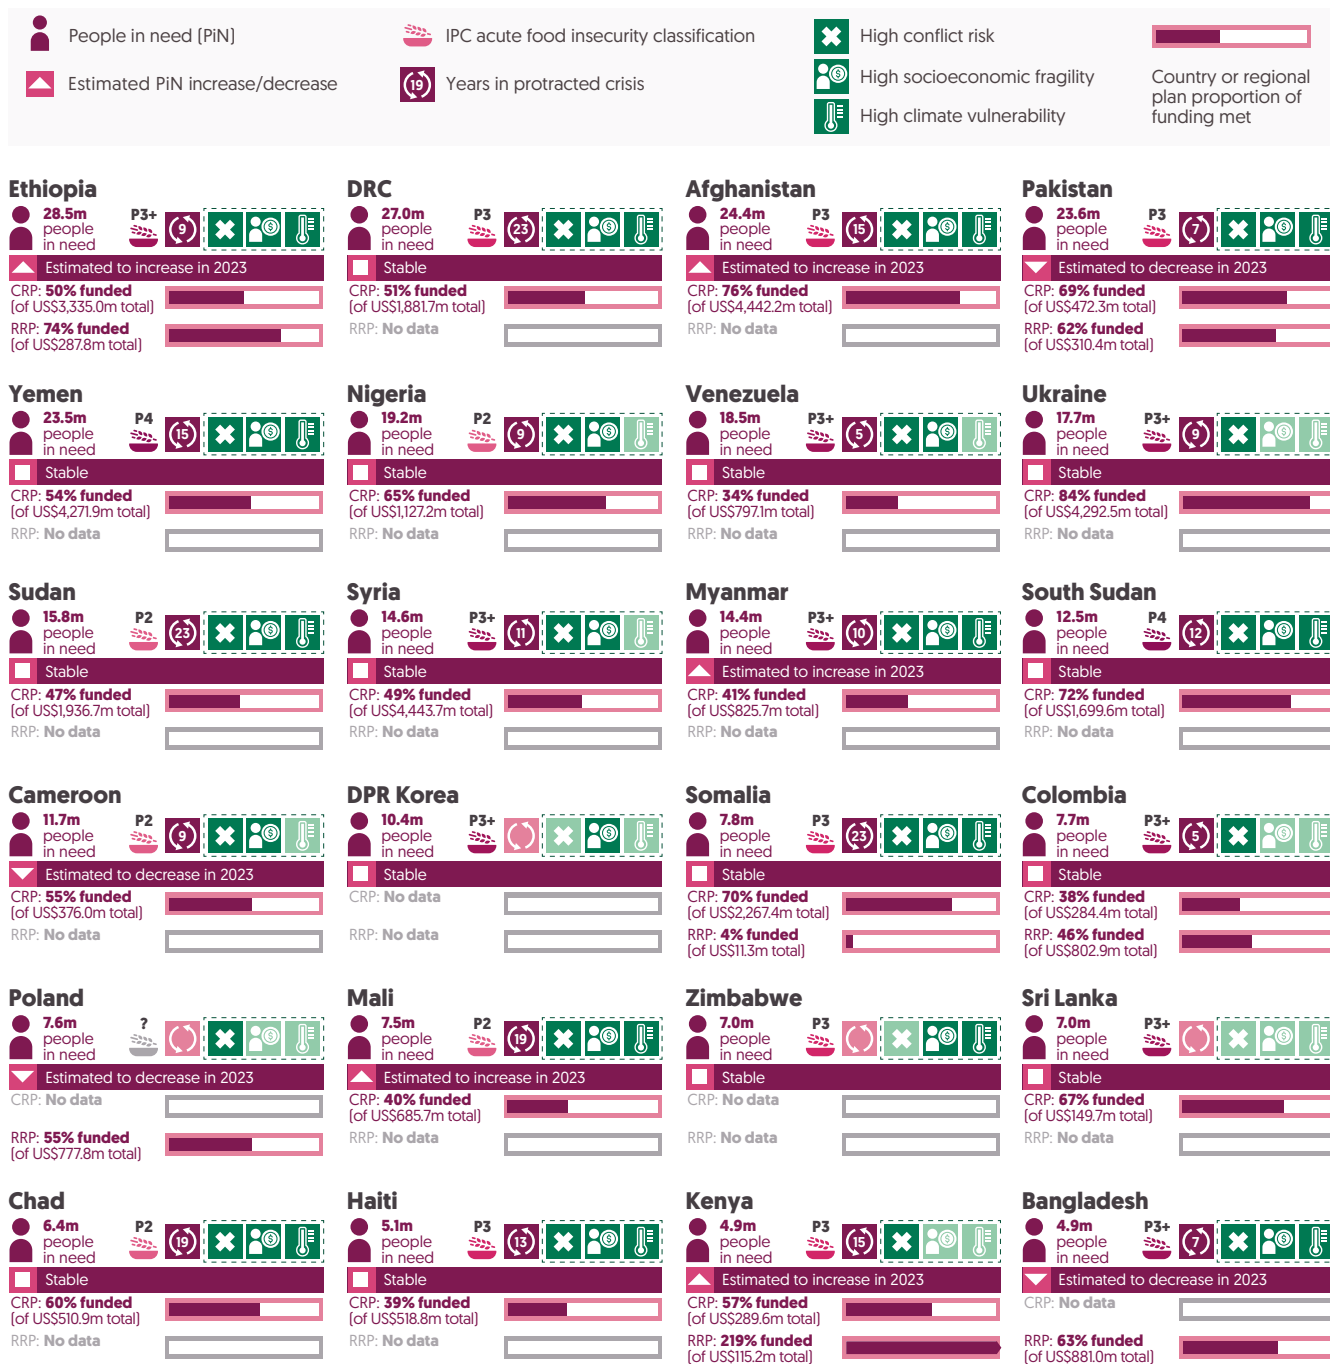 People in need (PiN)
Estimated PiN increase/decrease
IPC acute food insecurity classification
19
Years in protracted crisis
High conflict risk
High socioeconomic fragility
High climate vulnerability
Country or regional
plan proportion of
funding met
Ethiopia
28.5m
people
in need
P3+
9
Estimated to increase in 2023
CRP: 50% funded
(of US$3,335.0m total)
RRP: 74% funded
(of US$287.8m total)
DRC
27.0m
people
in need
P3
23
Stable
CRP: 51% funded
(of US$1,881.7m total)
RRP: No data
Afghanistan
24.4m
people
in need
P3
15
Estimated to increase in 2023
CRP: 76% funded
(of US$4,442.2m total)
RRP: No data
Pakistan
23.6m
people
in need
P3
7
Estimated to decrease in 2023
CRP: 69% funded
(of US$472.3m total)
RRP: 62% funded
(of US$310.4m total)
Yemen
23.5m
people
in need
P4
15
Stable
CRP: 54% funded
(of US$4,271.9m total)
RRP: No data
Nigeria
19.2m
people
in need
P2
9
Stable
CRP: 65% funded
(of US$1,127.2m total)
RRP: No data
Venezuela
18.5m
people
in need
P3+
5
Stable
CRP: 34% funded
(of US$797.1m total)
RRP: No data
Ukraine
17.7m
people
in need
P3+
9
Stable
CRP: 84% funded
(of US$4,292.5m total)
RRP: No data
Sudan
15.8m
people
in need
P2
23
Stable
CRP: 47% funded
(of US$1,936.7m total)
RRP: No data
Syria
14.6m
people
in need
P3+
11
Stable
CRP: 49% funded
(of US$4,443.7m total)
RRP: No data
Myanmar
14.4m
people
in need
P3+
10
Estimated to increase in 2023
CRP: 41% funded
(of US$825.7m total)
RRP: No data
South Sudan
12.5m
people
in need
P4
12
Stable
CRP: 72% funded
(of US$1,699.6m total)
RRP: No data
Cameroon
11.7m
people
in need
P2
9
Estimated to decrease in 2023
CRP: 55% funded
(of US$376.0m total)
RRP: No data
DPR Korea
10.4m
people
in need
P3+
Stable
CRP: No data
RRP: No data
Somalia
7.8m
people
in need
P3
23
Stable
CRP: 70% funded
(of US$2,267.4m total)
RRP: 4% funded
(of US$11.3m total)
Colombia
7.7m
people
in need
P3+
5
Stable
CRP: 38% funded
(of US$284.4m total)
RRP: 46% funded
(of US$802.9m total)
Poland
7.6m
people
in need
?
Estimated to decrease in 2023
CRP: No data
RRP: 55% funded
(of US$777.8m total)
Mali
7.5m
people
in need
P2
19
Estimated to increase in 2023
CRP: 40% funded
(of US$685.7m total)
RRP: No data
Zimbabwe
7.0m
people
in need
P3
Stable
CRP: No data
RRP: No data
Sri Lanka
7.0m
people
in need
P3+
Stable
CRP: 67% funded
(of US$149.7m total)
RRP: No data
Chad
6.4m
people
in need
P2
19
Stable
CRP: 60% funded
(of US$510.9m total)
RRP: No data
Haiti
5.1m
people
in need
P3
13
Stable
CRP: 39% funded
(of US$518.8m total)
RRP: No data
Kenya
4.9m
people
in need
P3
15
Estimated to increase in 2023
CRP: 57% funded
(of US$289.6m total)
RRP: 219% funded
(of US$115.2m total)
Bangladesh
4.9m
people
in need
P3+
7
Estimated to decrease in 2023
CRP: No data
RRP: 63% funded
(of US$881.0m total)